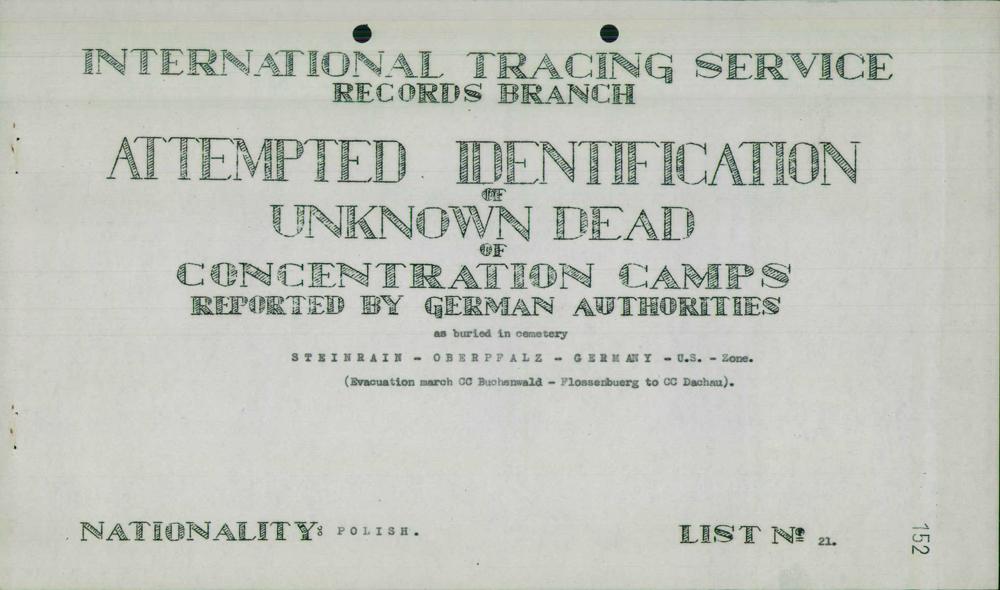 INTERNATIONAL TRACING SERVICE
RECORDS BRANCH
ATTEMPTED IDENTIFICATION
OF
UNKNOWN DEAD
OF
CONCENTRATION CAMPS
REPORTED BY GERMAN AUTHORITIES
as buried in cemetery
STEINRAIN - OBERPFALZ - GERMANY - U.S. - Zone.
(Evacuation march CC Buchenwald - Flossenbuerg to CC Dachau).
NATIONALITY: POLISH.
LIST Nº 21.
152